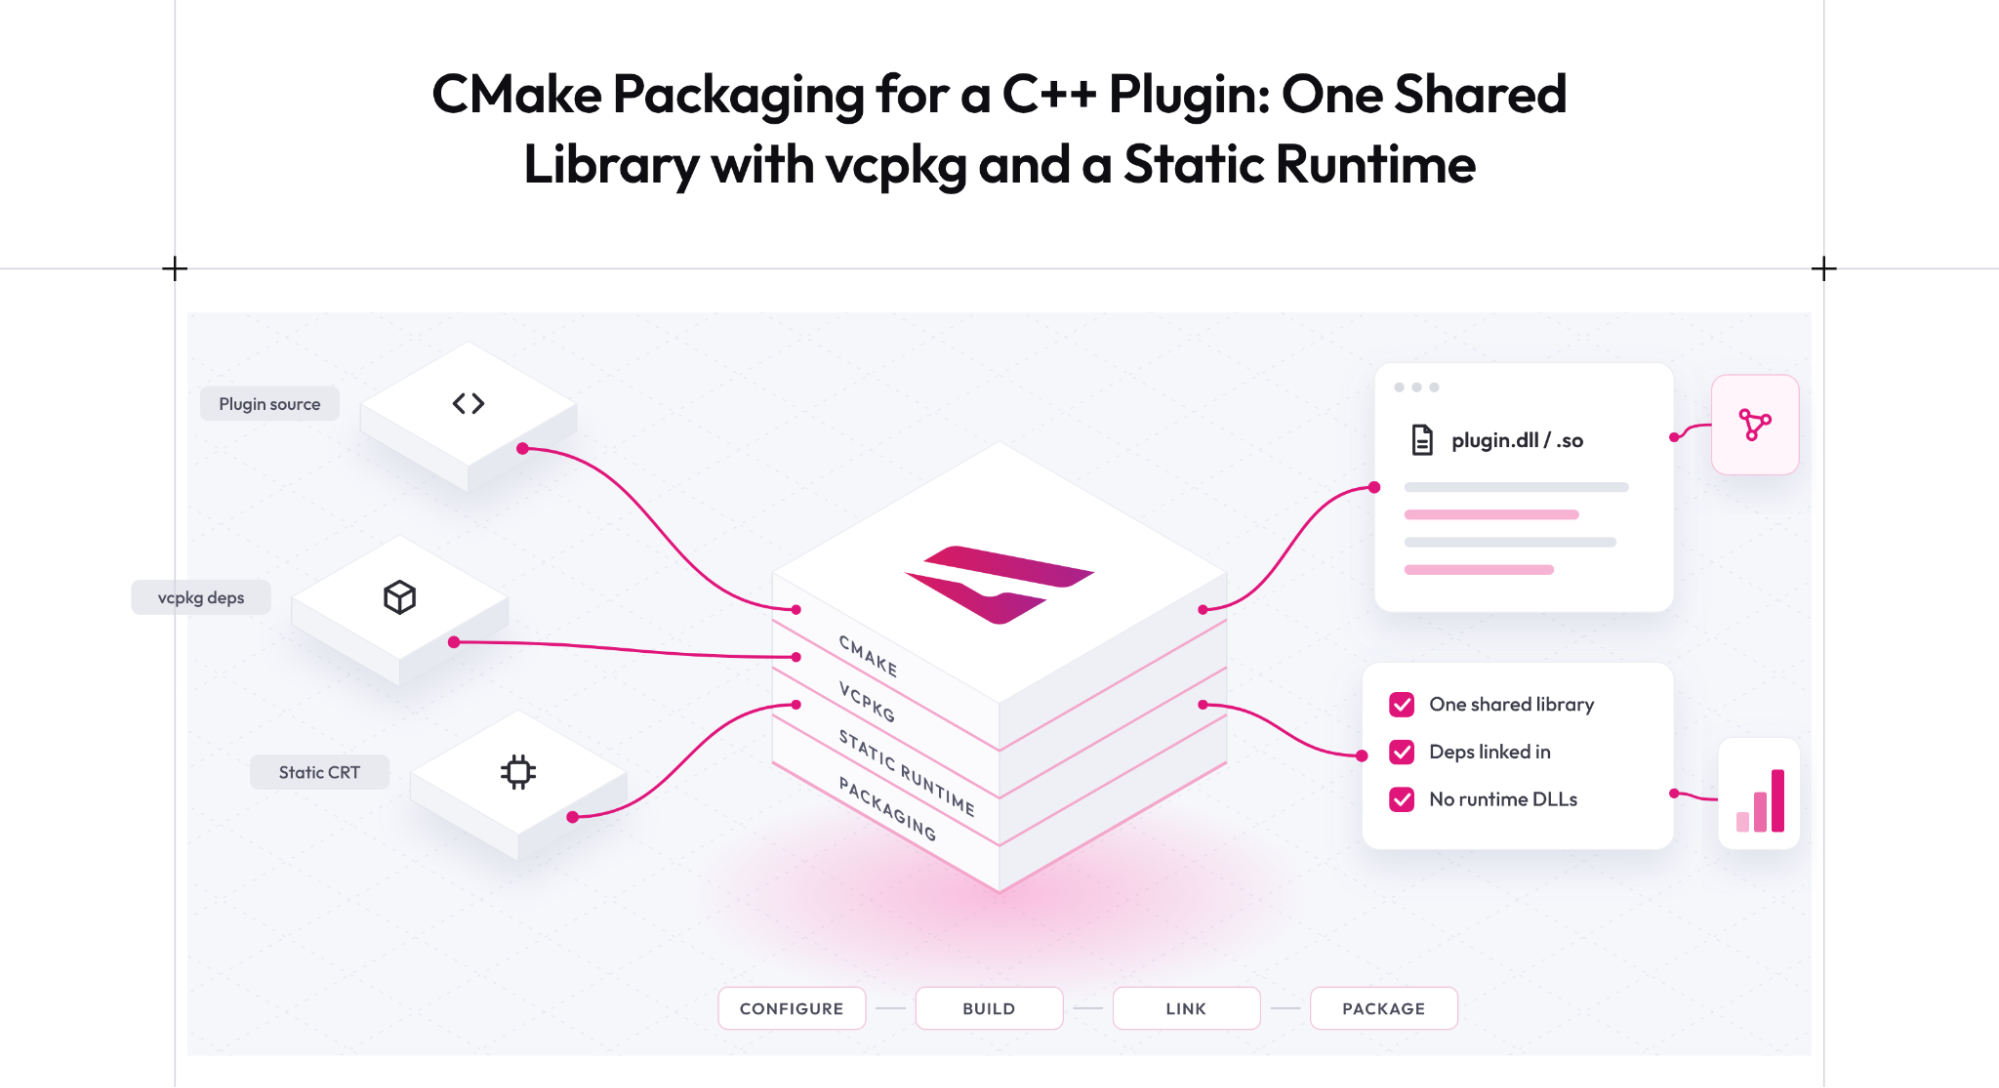 CMake Packaging for a C++ Plugin: One Shared
Library with vcpkg and a Static Runtime
Plugin source
vcpkg deps
Static CRT
CMAKE
VCPKG
STATIC RUNTIME
PACKAGING
plugin.dll / .so
One shared library
Deps linked in
No runtime DLLs
CONFIGURE
BUILD
LINK
PACKAGE